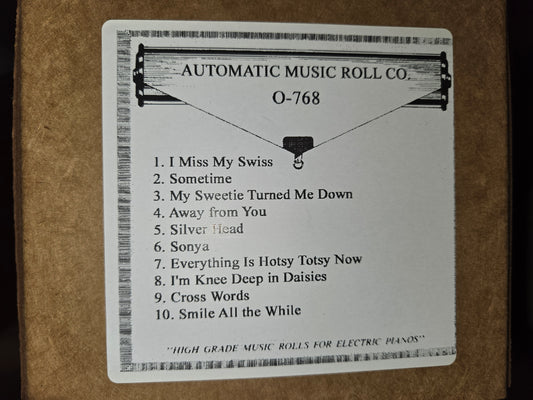 AUTOMATIC MUSIC ROLL CO.
O-768
1. I Miss My Swiss
2. Sometime
3. My Sweetie Turned Me Down
4. Away from You
5. Silver Head
6. Sonya
7. Everything Is Hotsy Totsy Now
8. I'm Knee Deep in Daisies
9. Cross Words
10. Smile All the While
"HIGH GRADE MUSIC ROLLS FOR ELECTRIC PIANOS"